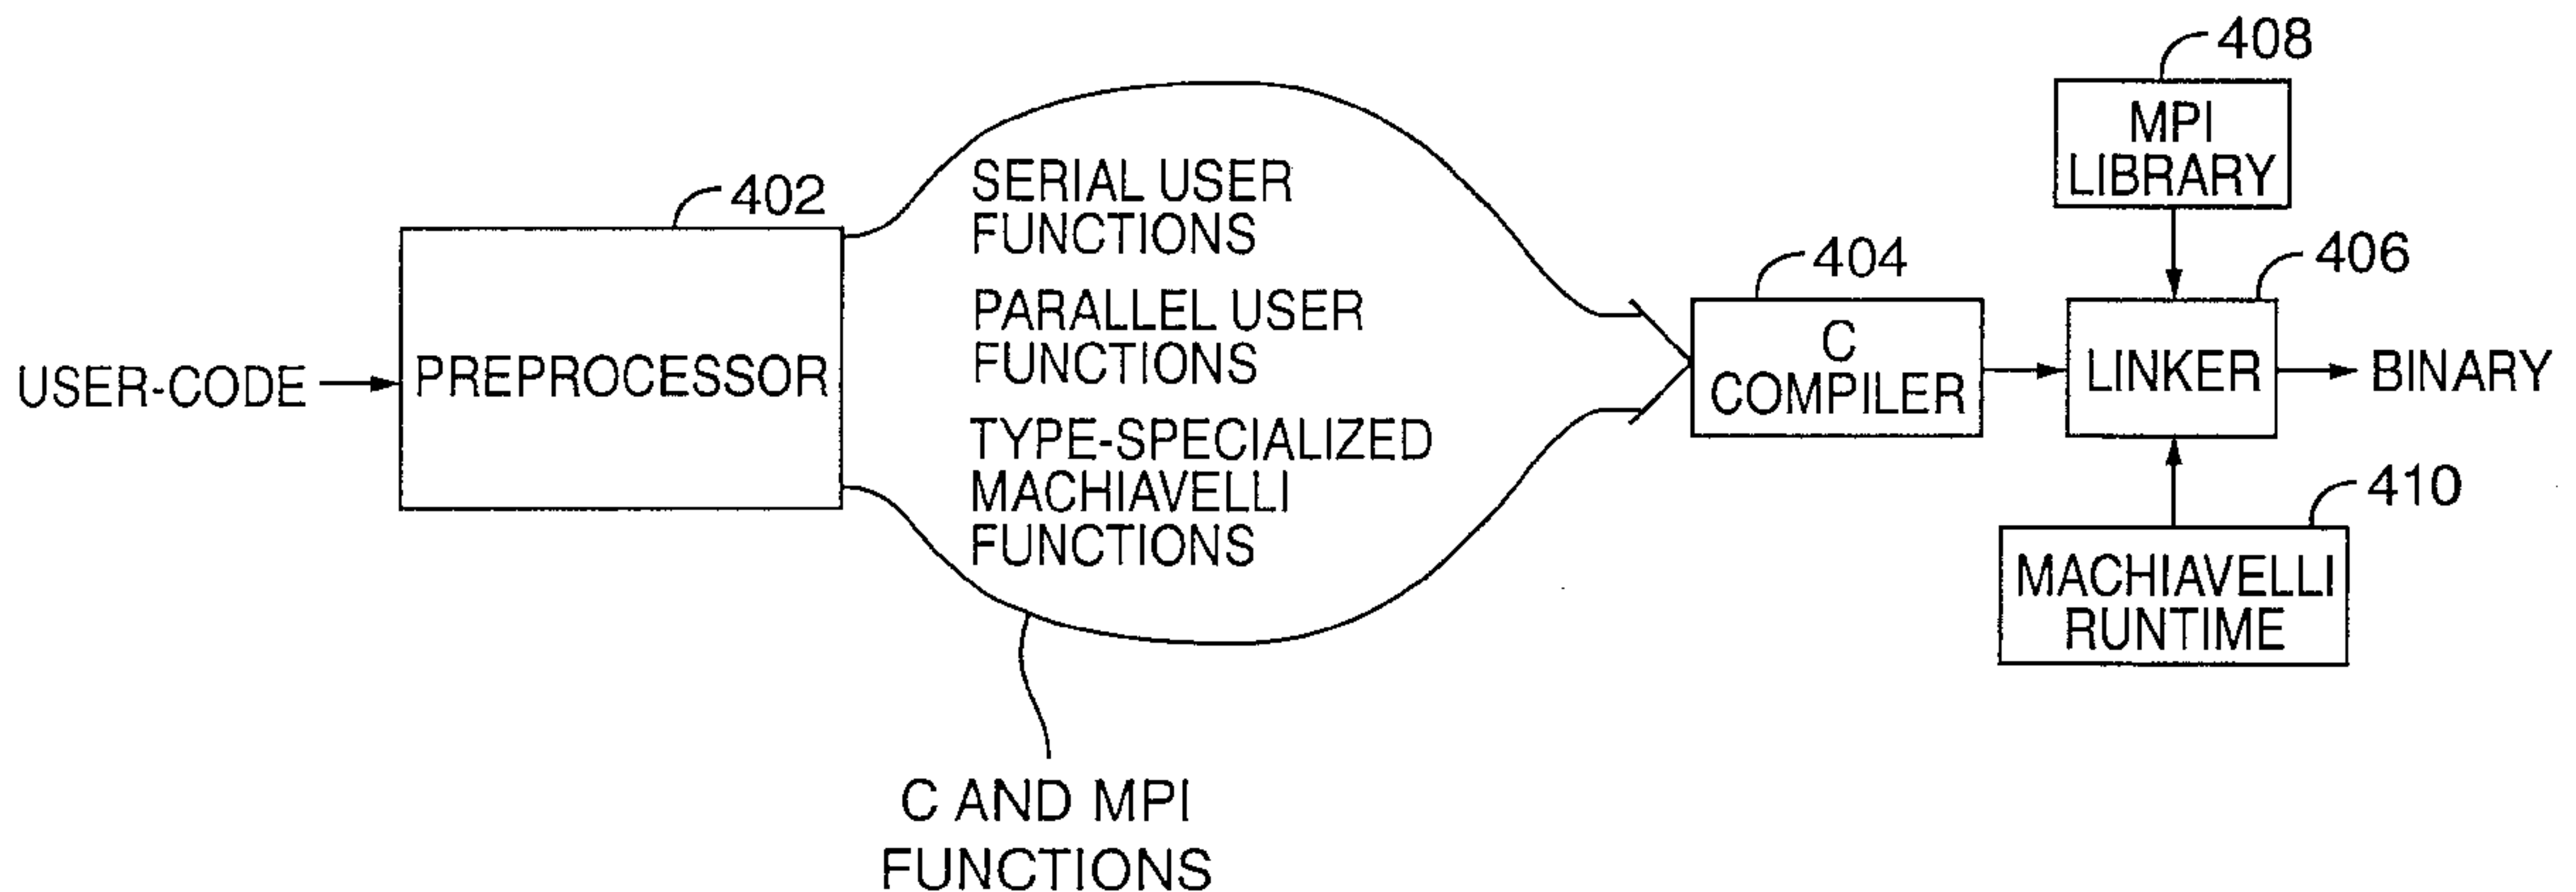 408
MPI
LIBRARY
402
SERIAL USER
FUNCTIONS
404
406
PARALLEL USER
FUNCTIONS
USER-CODE
PREPROCESSOR
C
COMPILER
LINKER
BINARY
TYPE-SPECIALIZED
MACHIAVELLI
FUNCTIONS
410
MACHIAVELLI
RUNTIME
C AND MPI
FUNCTIONS